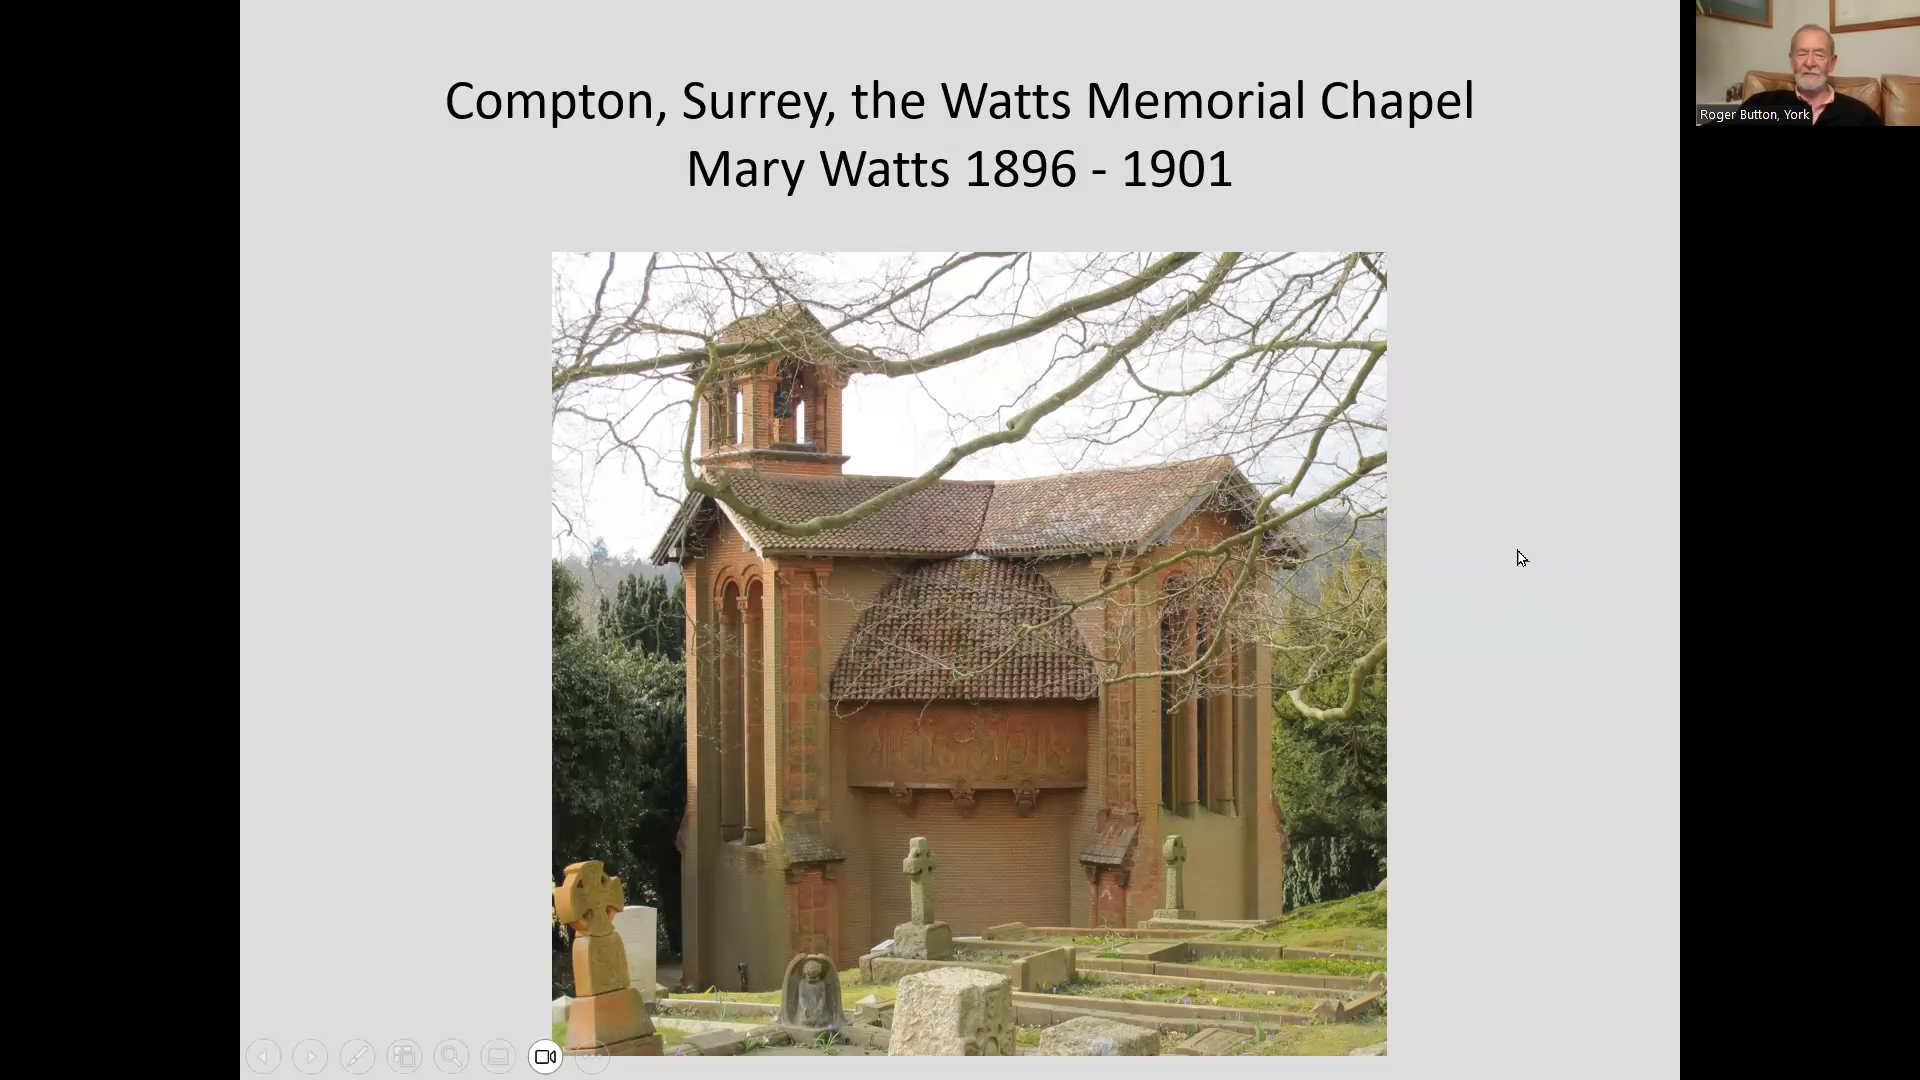 Compton, Surrey, the Watts Memorial Chapel
Mary Watts 1896 - 1901
Roger Button, York